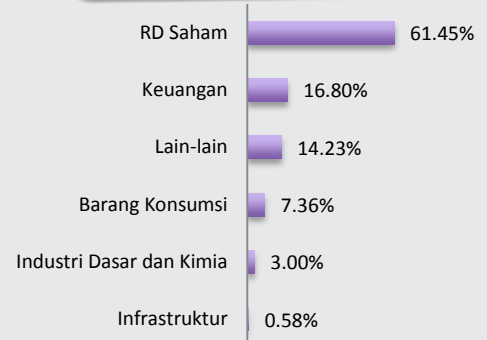 RD Saham 61.45%
Keuangan 16.80%
Lain-lain 14.23%
Barang Konsumsi 7.36%
Industri Dasar dan Kimia 3.00%
Infrastruktur 0.58%